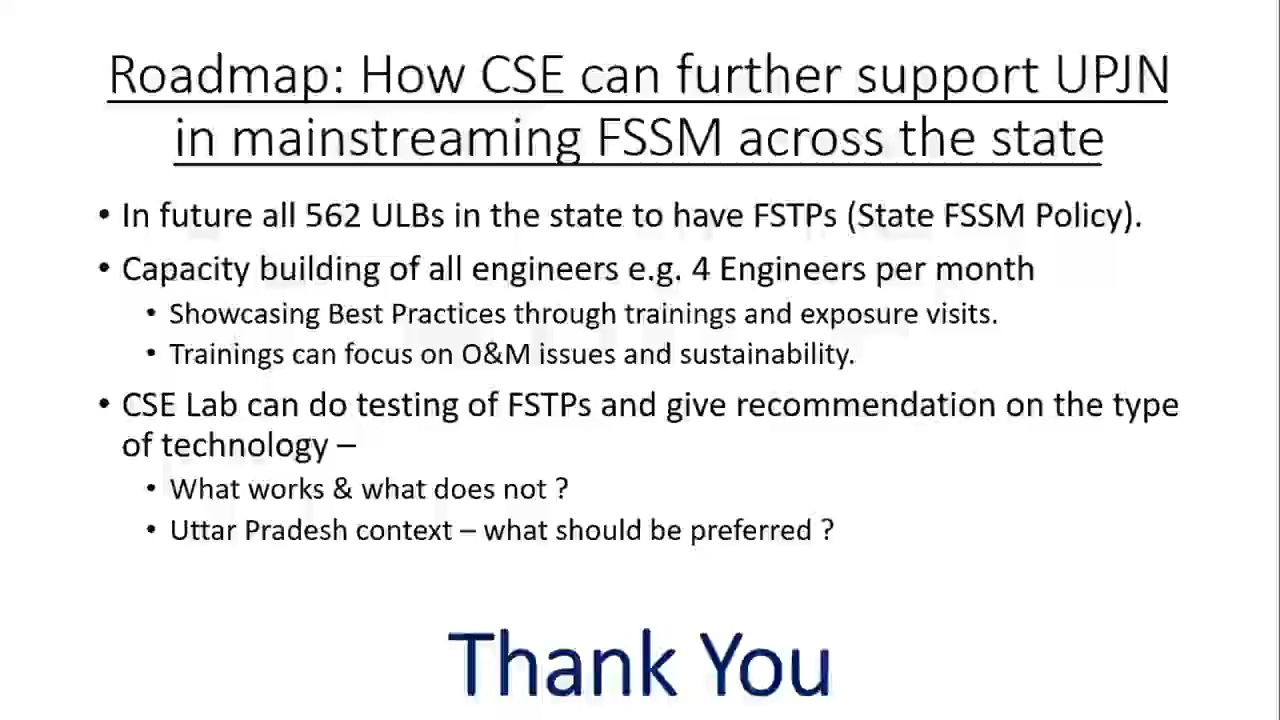 Roadmap: How CSE can further support UPJN
in mainstreaming FSSM across the state
• In future all 562 ULBs in the state to have FSTPs (State FSSM Policy).
• Capacity building of all engineers e.g. 4 Engineers per month
• Showcasing Best Practices through trainings and exposure visits.
• Trainings can focus on O&M issues and sustainability.
• CSE Lab can do testing of FSTPs and give recommendation on the type
of technology –
• What works & what does not ?
• Uttar Pradesh context – what should be preferred ?
Thank You